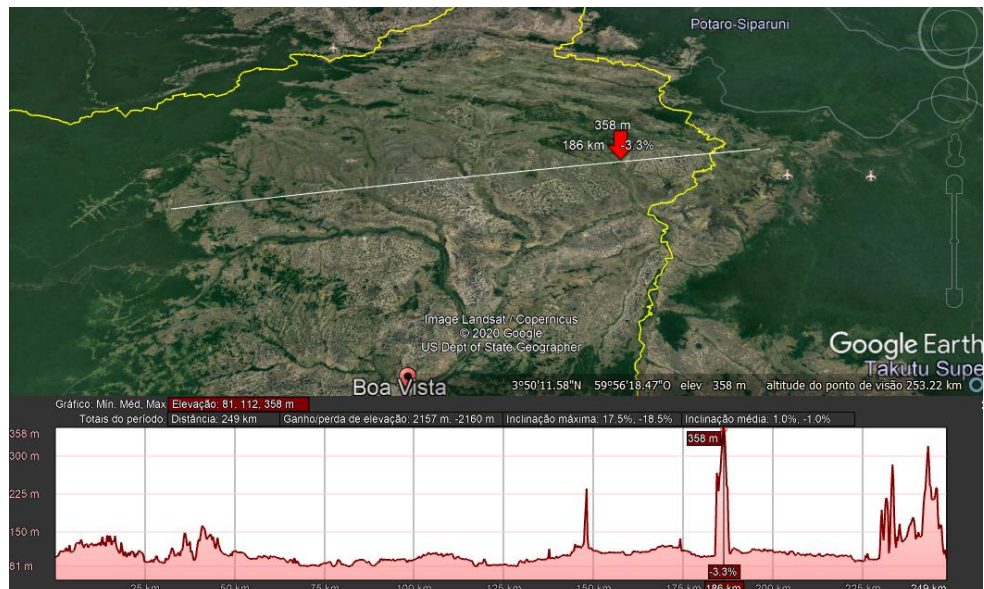 Potaro-Siparuni
358 m
186 km -3.3%
Image Landsat / Copernicus
© 2020 Google
US Dept of State Geographer
Google Earth
Takutu Supe
Boa Vista
3°50'11.58"N 59°56'18.47"O elev 358 m altitude do ponto de visão 253.22 km
Gráfico. Mín, Méd, Max Elevação: 81, 112, 358 m
Totais do período: Distância: 249 km Ganho/perda de elevação: 2157 m, -2160 m Inclinação máxima: 17.5%, -18.5% Inclinação média: 1.0%, -1.0%
358 m
358 m
300 m
225 m
150 m
81 m
-3.3%
25 km 50 km 75 km 100 km 125 km 150 km 175 km 186 km 200 km 225 km 249 km